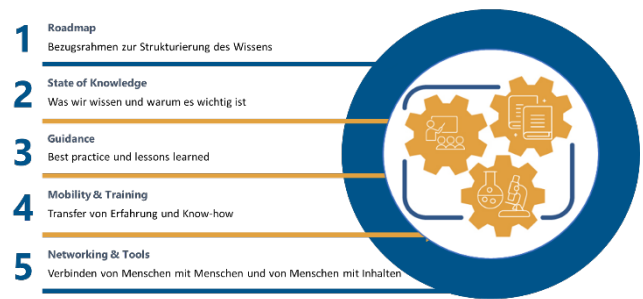 1
Roadmap
Bezugsrahmen zur Strukturierung des Wissens
2
State of Knowledge
Was wir wissen und warum es wichtig ist
3
Guidance
Best practice und lessons learned
4
Mobility & Training
Transfer von Erfahrung und Know-how
5
Networking & Tools
Verbinden von Menschen mit Menschen und von Menschen mit Inhalten